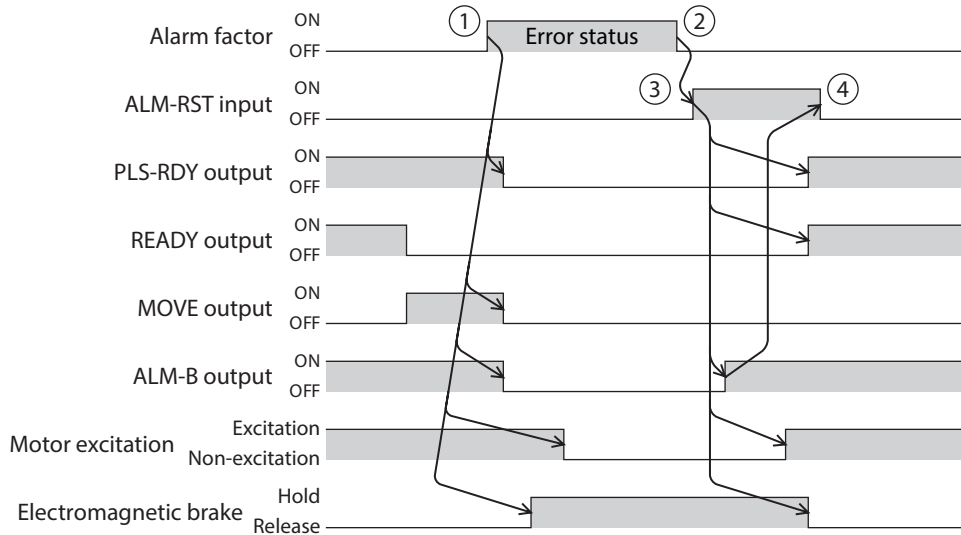 Alarm factor ON OFF ① Error status ②
ALM-RST input ON OFF ③ ④
PLS-RDY output ON OFF
READY output ON OFF
MOVE output ON OFF
ALM-B output ON OFF
Motor excitation Excitation Non-excitation
Electromagnetic brake Hold Release